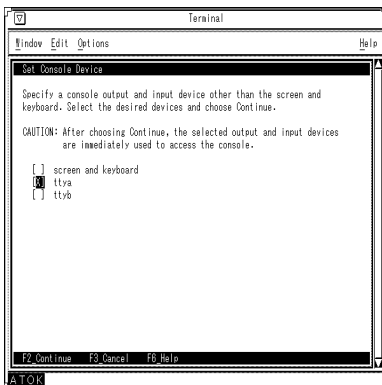 Terminal
Window Edit Options Help
Set Console Device
Specify a console output and input device other than the screen and
keyboard. Select the desired devices and choose Continue.
CAUTION: After choosing Continue, the selected output and input devices
are immediately used to access the console.
[ ] screen and keyboard
[X] ttya
[ ] ttyb
F2_Continue F3_Cancel F6_Help
ATOK